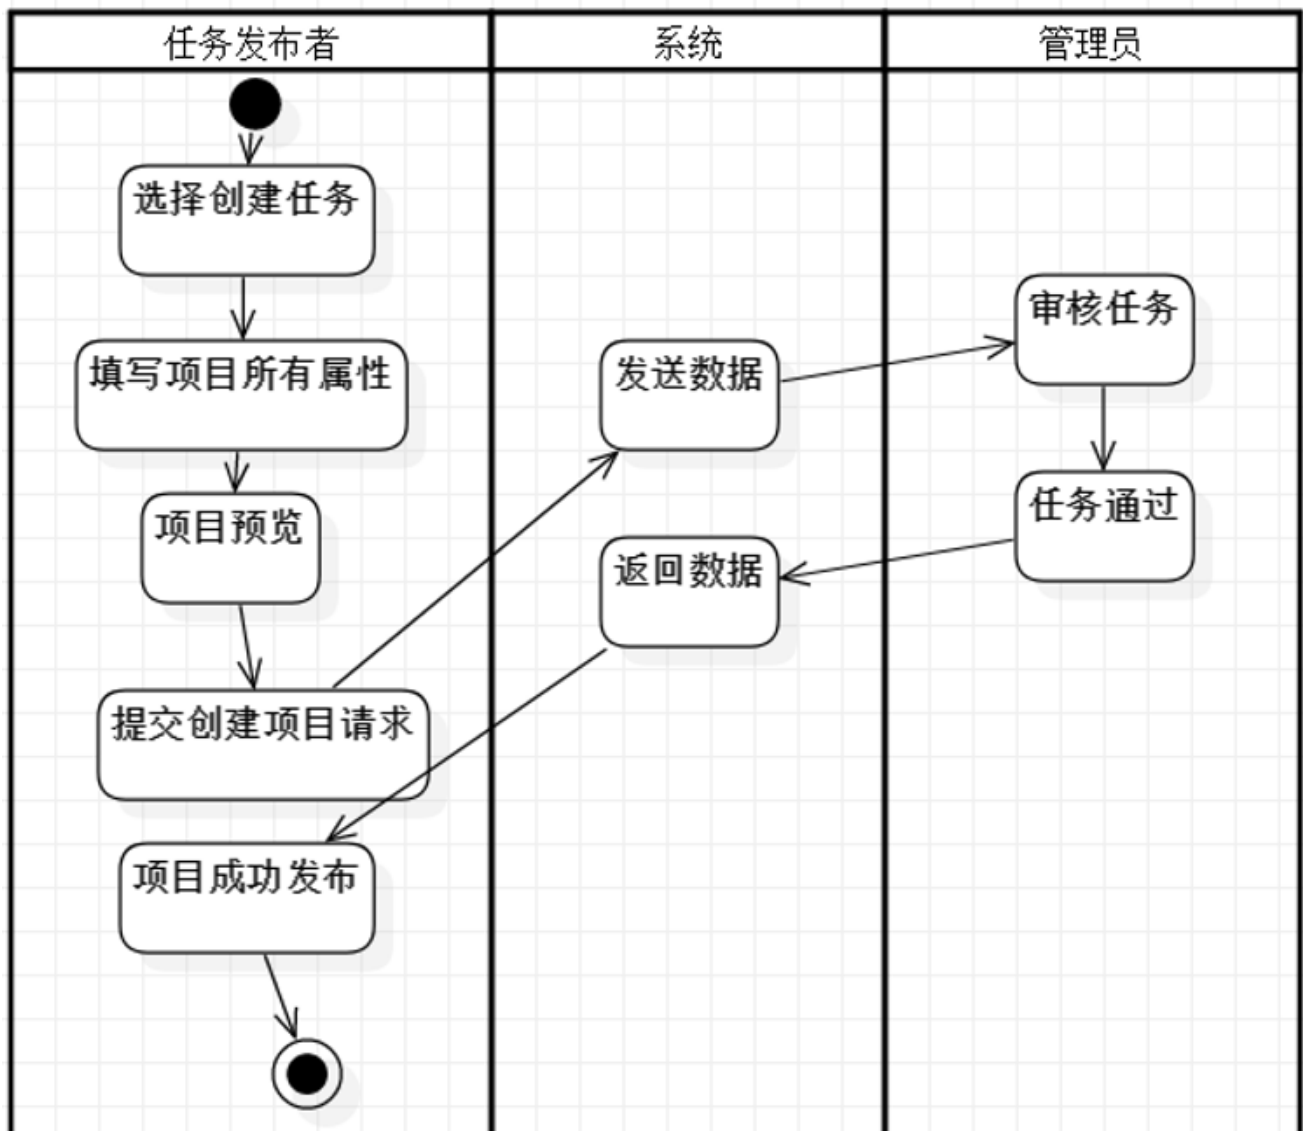 任务发布者
系统
管理员
选择创建任务
填写项目所有属性
项目预览
提交创建项目请求
项目成功发布
发送数据
返回数据
审核任务
任务通过